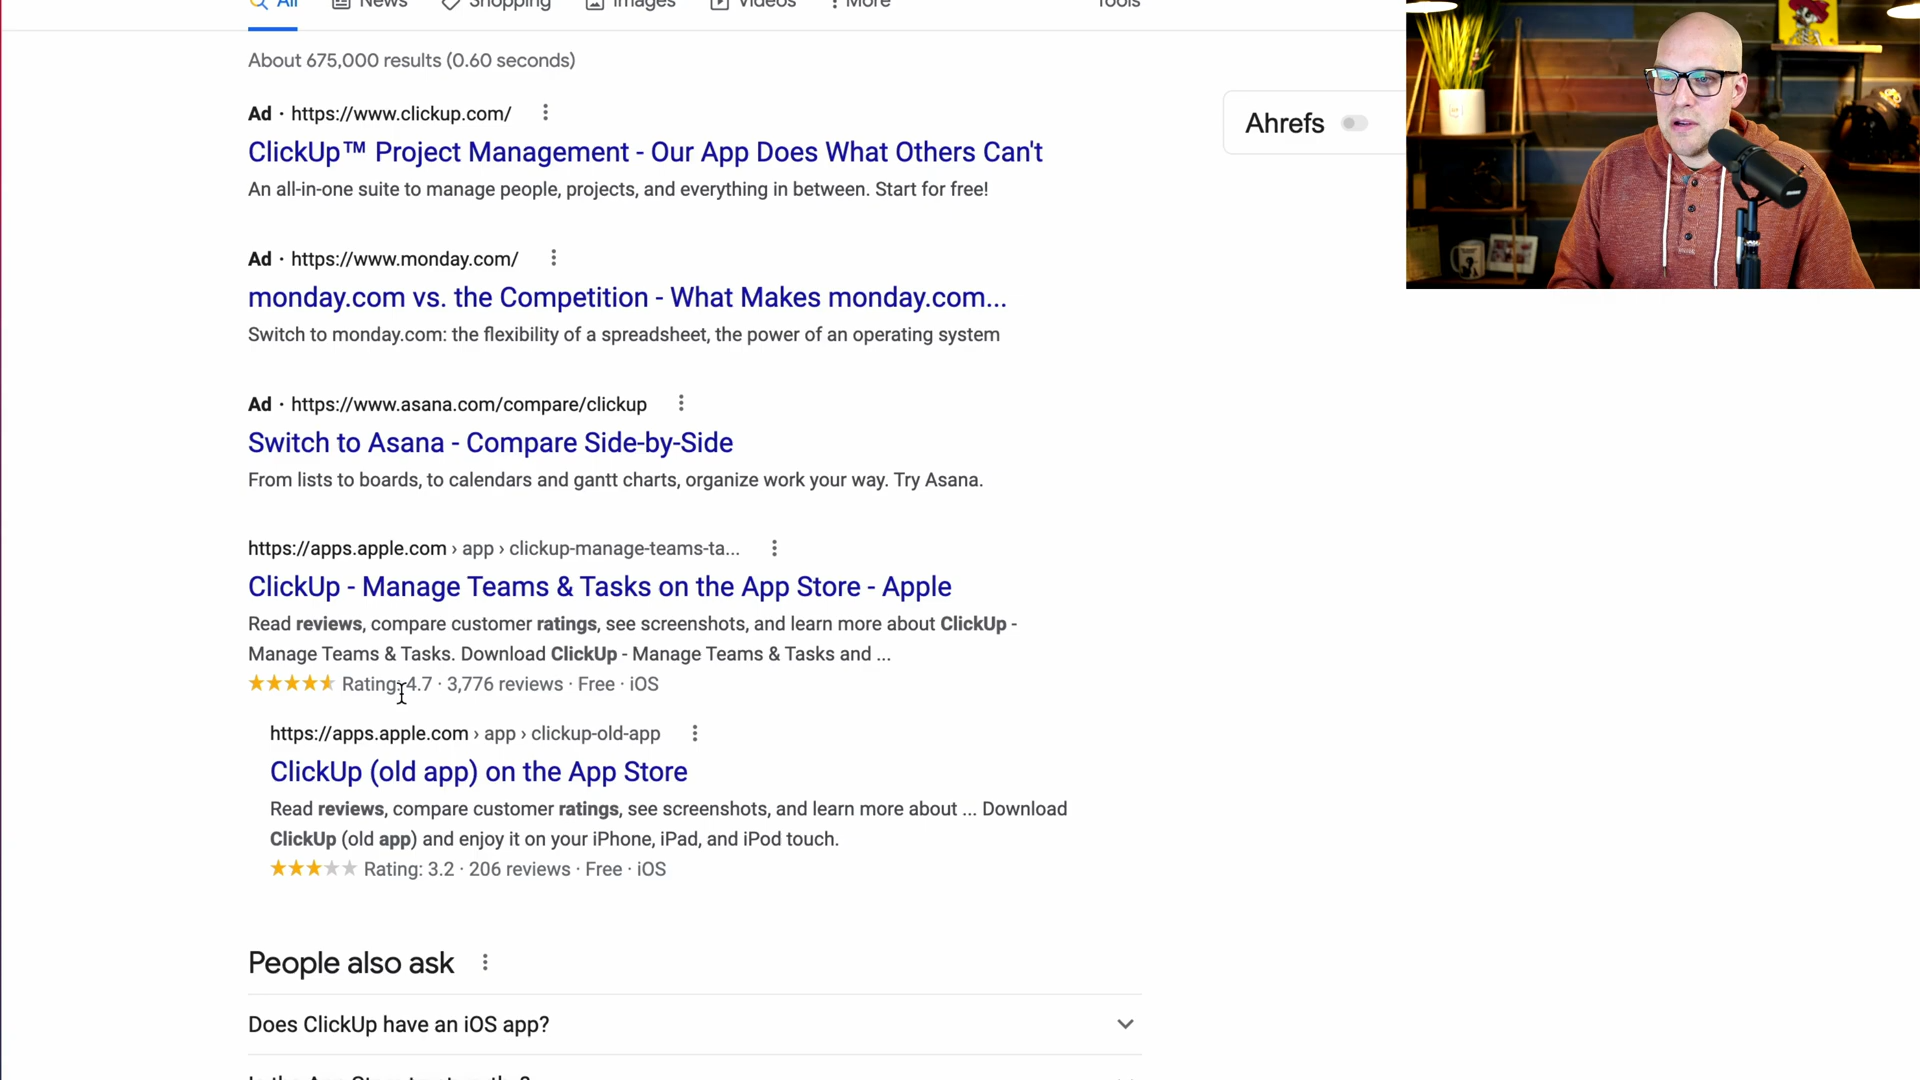 All News Shopping Images Videos More Tools
About 675,000 results (0.60 seconds)
Ad · https://www.clickup.com/
ClickUp™ Project Management - Our App Does What Others Can't
An all-in-one suite to manage people, projects, and everything in between. Start for free!
Ahrefs
Ad · https://www.monday.com/
monday.com vs. the Competition - What Makes monday.com...
Switch to monday.com: the flexibility of a spreadsheet, the power of an operating system
Ad · https://www.asana.com/compare/clickup
Switch to Asana - Compare Side-by-Side
From lists to boards, to calendars and gantt charts, organize work your way. Try Asana.
https://apps.apple.com › app › clickup-manage-teams-ta...
ClickUp - Manage Teams & Tasks on the App Store - Apple
Read reviews, compare customer ratings, see screenshots, and learn more about ClickUp -
Manage Teams & Tasks. Download ClickUp - Manage Teams & Tasks and ...
Rating: 4.7 · 3,776 reviews · Free · iOS
https://apps.apple.com › app › clickup-old-app
ClickUp (old app) on the App Store
Read reviews, compare customer ratings, see screenshots, and learn more about ... Download
ClickUp (old app) and enjoy it on your iPhone, iPad, and iPod touch.
Rating: 3.2 · 206 reviews · Free · iOS
People also ask
Does ClickUp have an iOS app?